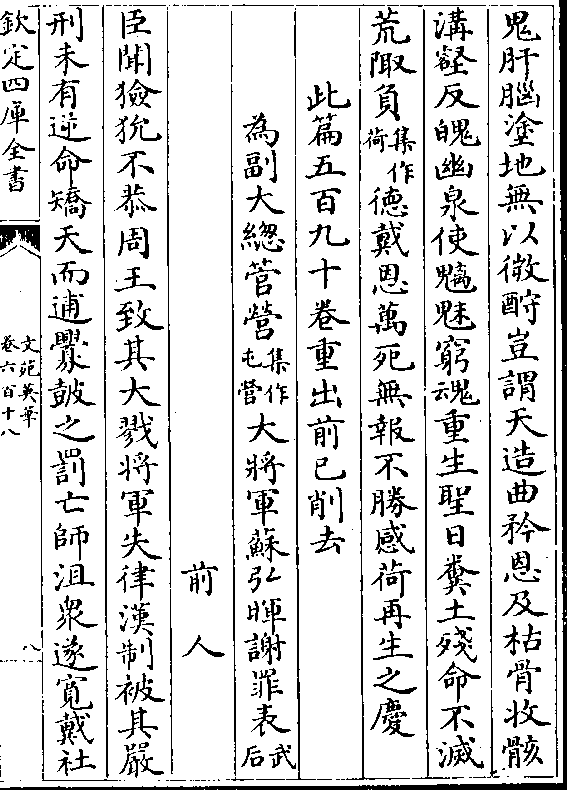 鬼肝腦塗地無以儌酧豈謂天造曲矜恩及枯骨收骸
溝壑反魄幽泉使魑魅窮魂重生聖日糞土殘命不滅
荒陬負集作荷德戴恩萬死無報不勝感荷再生之慶
此篇五百九十卷重出前已削去
為副大總管營集作屯營大將軍蘇弘暉謝罪表武后
前人
臣聞獫狁不恭周王致其大戮將軍失律漢制被其嚴
刑未有逆命矯天而逋釁鼓之罰亡師沮衆遂寛戴社
欽定四庫全書
文苑英華
卷六百十八
八